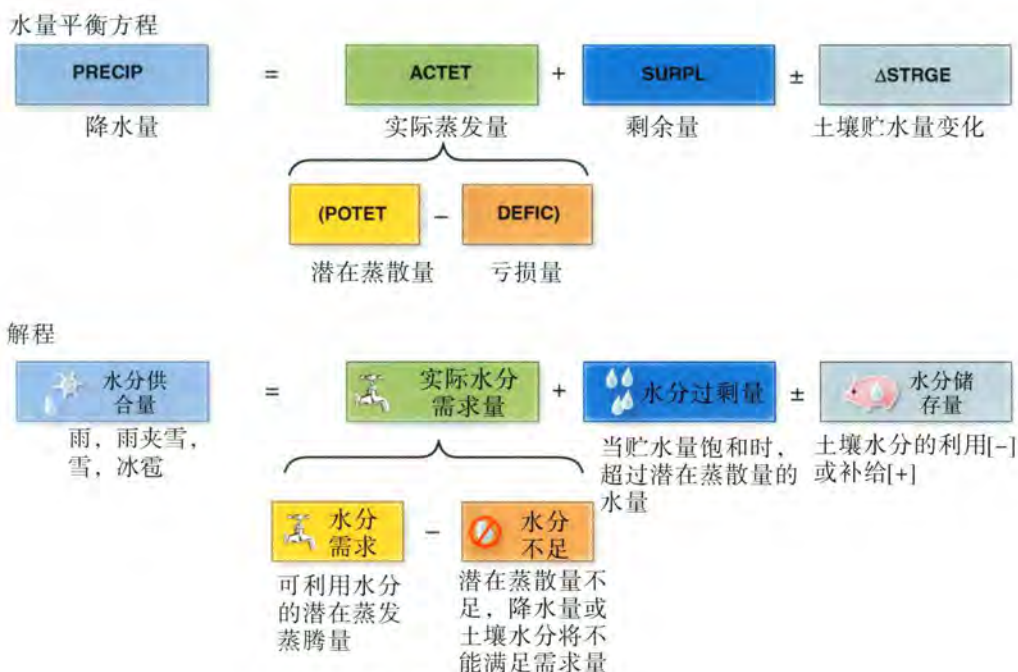 水量平衡方程
PRECIP = ACTET + SURPL ± ΔSTRGE
降水量 实际蒸发量 剩余量 土壤贮水量变化
(POTET − DEFIC)
潜在蒸散量 亏损量
解程
水分供
合量
=
实际水分
需求量
+
水分过剩量
±
水分储
存量
雨，雨夹雪，
雪，冰雹
当贮水量饱和时，
超过潜在蒸散量的
水量
土壤水分的利用[−]
或补给[+]
水分
需求
−
水分
不足
可利用水分
的潜在蒸发
蒸腾量
潜在蒸散量不
足，降水量或
土壤水分将不
能满足需求量